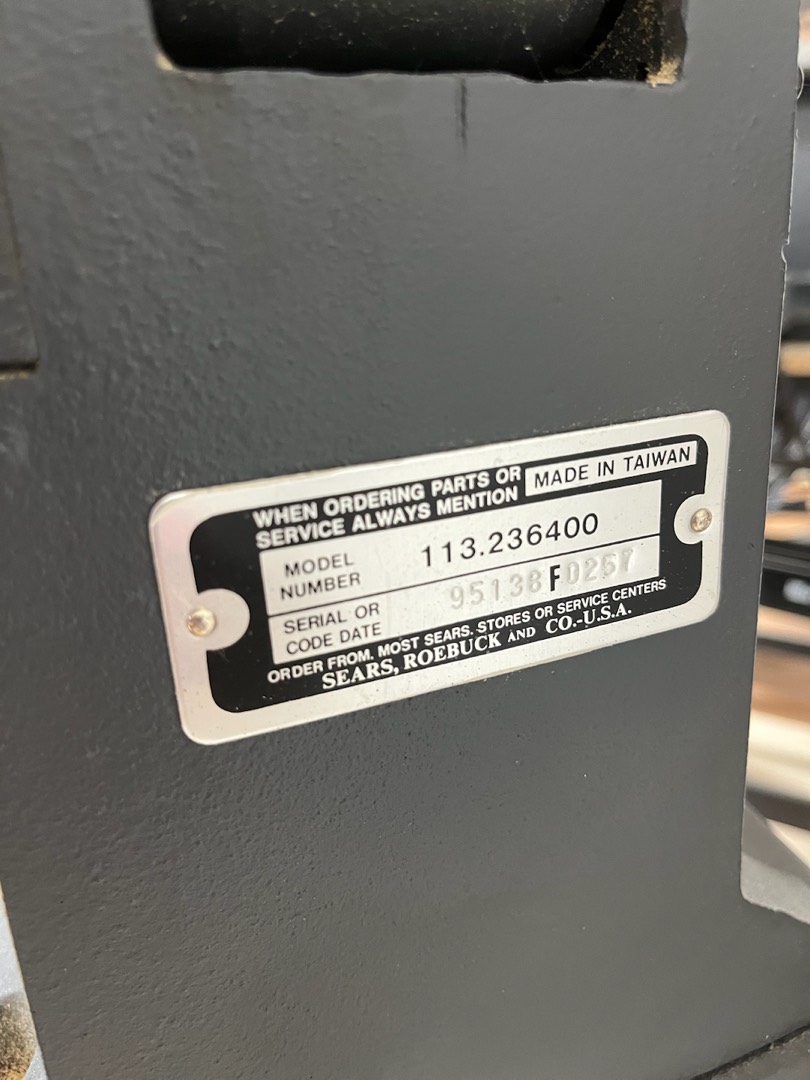 WHEN ORDERING PARTS OR
SERVICE ALWAYS MENTION
MADE IN TAIWAN
MODEL
NUMBER
113.236400
SERIAL OR
CODE DATE
95138F0257
ORDER FROM. MOST SEARS. STORES OR SERVICE CENTERS
SEARS, ROEBUCK AND CO.-U.S.A.